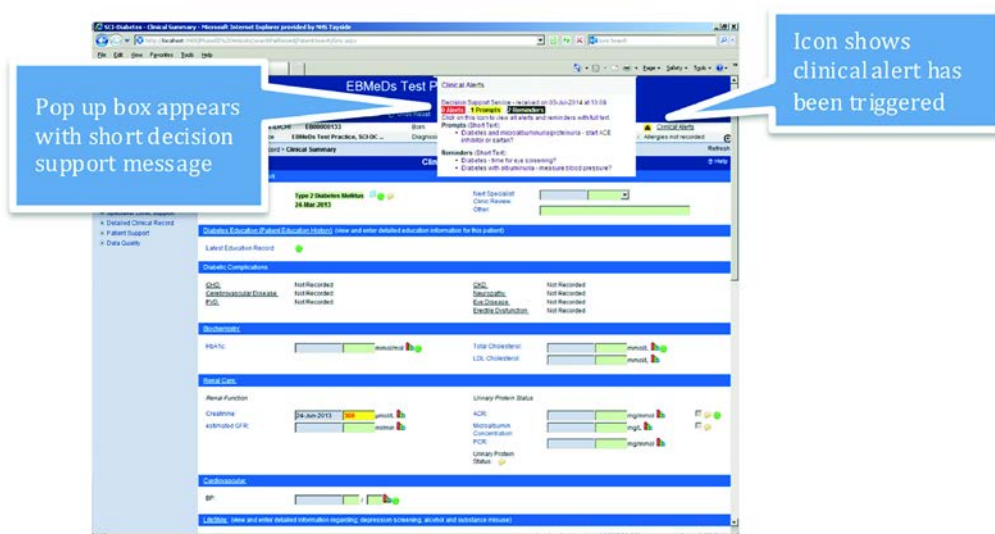 SCI-Diabetes - Clinical Summary - Microsoft Internet Explorer provided by NHS Tayside
File Edit View Favorites Tools Help
Page Safety Tools
Icon shows
clinical alert has
been triggered
Pop up box appears
with short decision
support message
EBMeDs Test P
Clinical Alerts
Decision Support Service - received on 03-Jun-2014 at 10:09
0 Alerts 1 Prompts 2 Reminders
Click on this icon to view all alerts and reminders with full text.
Prompts (Short Text):
• Diabetes and microalbuminuria/proteinuria - start ACE
inhibitor or sartan?
Reminders (Short Text):
• Diabetes - time for eye screening?
• Diabetes with albuminuria - measure blood pressure?
EB00000133 Born
EBMeDs Test Practice, SCI-DC ... Diagnosis
Clinical Alerts
Allergies not recorded
> Clinical Summary
Refresh
Clin
Help
Type 2 Diabetes Mellitus
24-Mar-2013
Next Specialist
Clinic Review:
Other:
Detailed Clinical Record
Patient Support
Data Quality
Diabetes Education (Patient Education History) (view and enter detailed education information for this patient)
Latest Education Record
Diabetic Complications
CHD: Not Recorded CKD: Not Recorded
Cerebrovascular Disease: Not Recorded Neuropathy: Not Recorded
PVD: Not Recorded Eye Disease: Not Recorded
Erectile Dysfunction: Not Recorded
Biochemistry
HbA1c: mmol/mol Total Cholesterol: mmol/L
LDL Cholesterol: mmol/L
Renal Care
Renal Function Urinary Protein Status
Creatinine: 24-Jun-2013 300 µmol/L ACR: mg/mmol
estimated GFR: ml/min Microalbumin mg/L
Concentration:
PCR: mg/mmol
Urinary Protein
Status:
Cardiovascular
BP: /
LifeStyle (view and enter detailed information regarding; depression screening, alcohol and substance misuse)